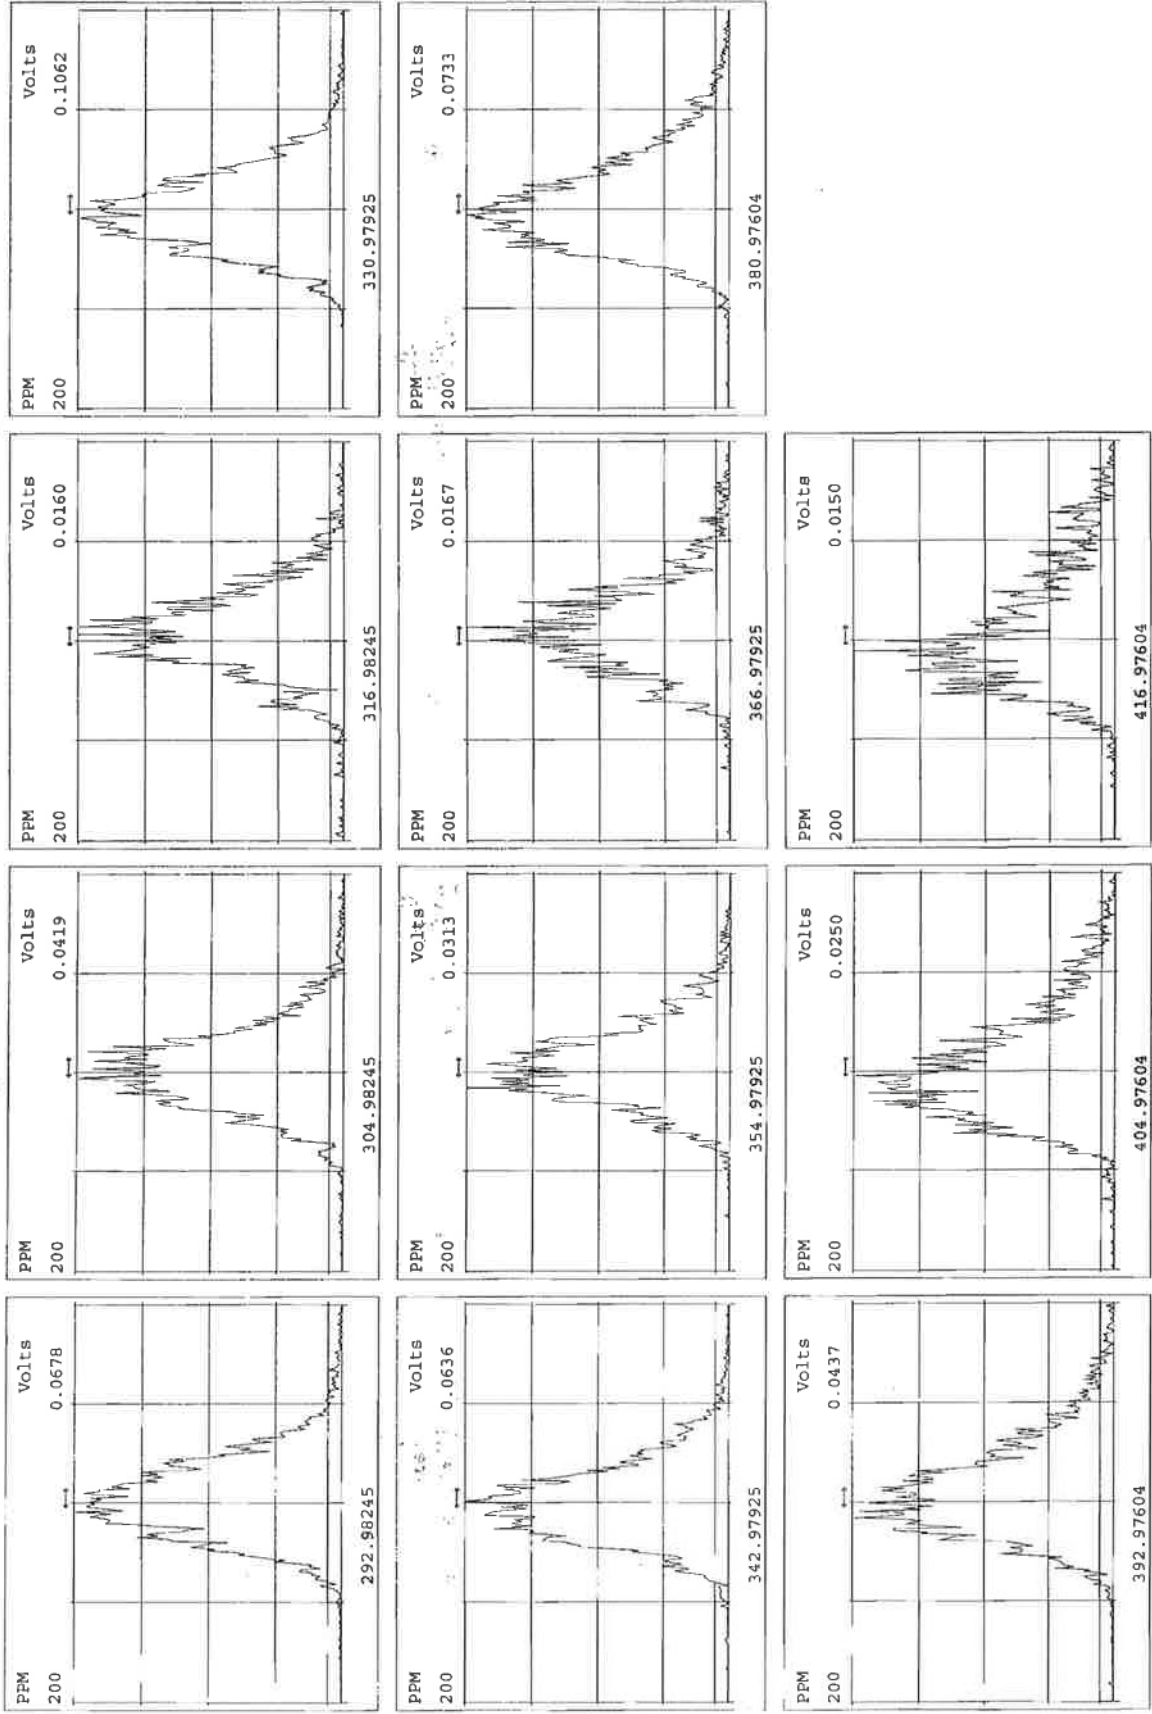 PPM Volts
200 0.0678
292.98245
PPM Volts
200 0.0419
304.98245
PPM Volts
200 0.0160
316.98245
PPM Volts
200 0.1062
330.97925
PPM Volts
200 0.0636
342.97925
PPM Volts
200 0.0313
354.97925
PPM Volts
200 0.0167
366.97925
PPM Volts
200 0.0733
380.97604
PPM Volts
200 0.0437
392.97604
PPM Volts
200 0.0250
404.97604
PPM Volts
200 0.0150
416.97604